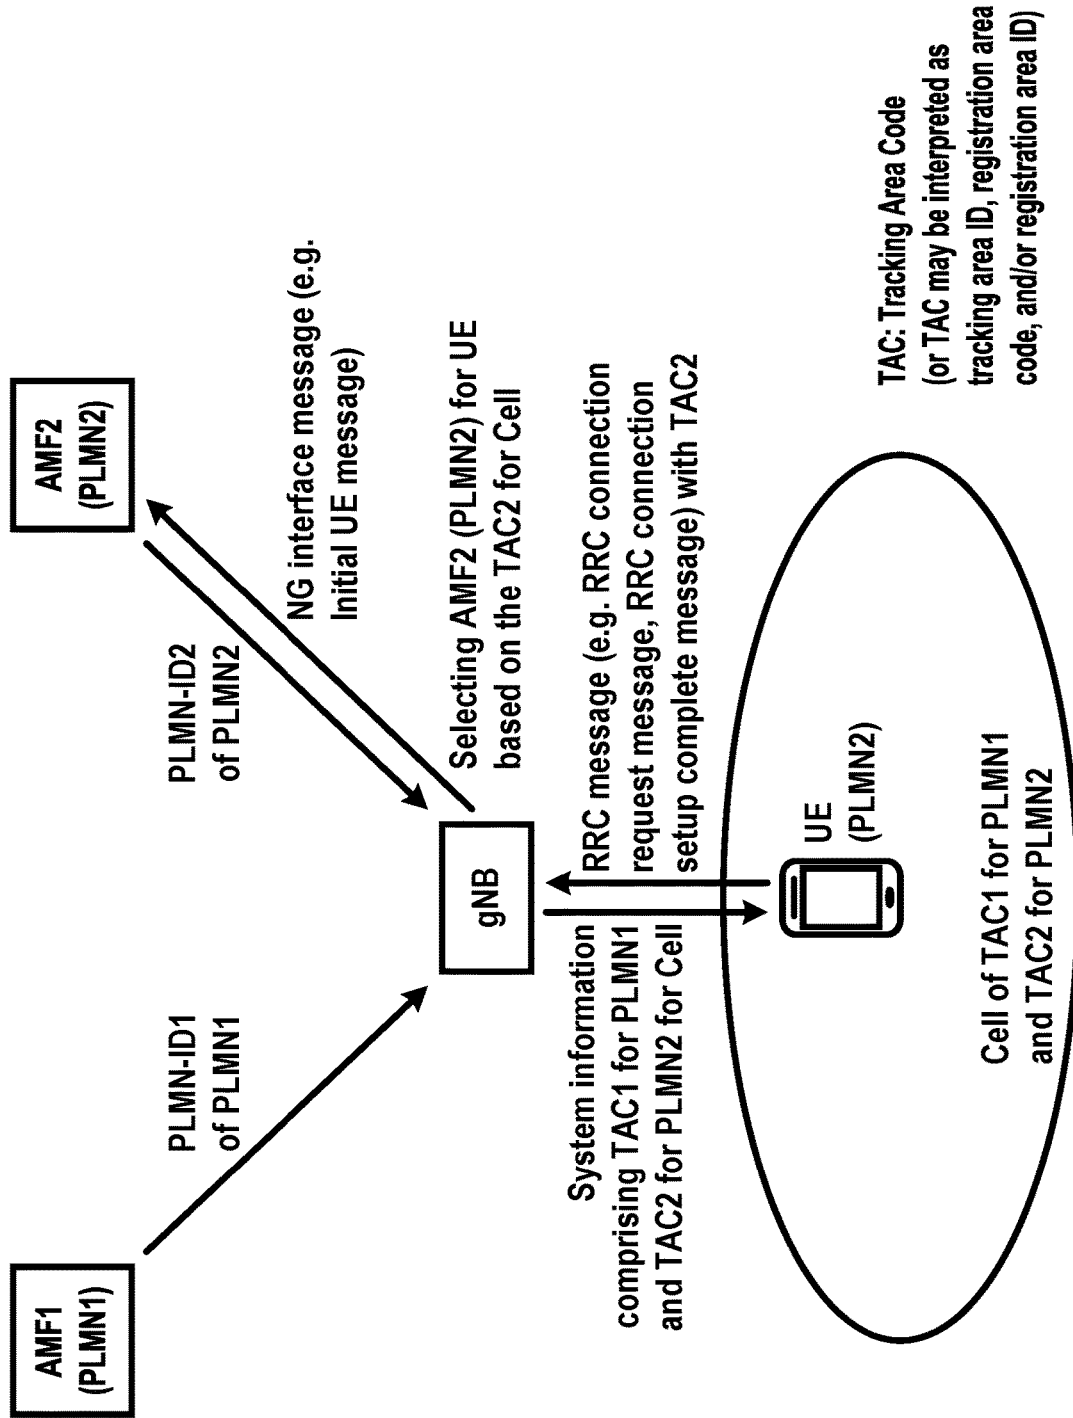 AMF1
(PLMN1)
AMF2
(PLMN2)
PLMN-ID1
of PLMN1
PLMN-ID2
of PLMN2
NG interface message (e.g.
Initial UE message)
gNB
Selecting AMF2 (PLMN2) for UE
based on the TAC2 for Cell
System information
comprising TAC1 for PLMN1
and TAC2 for PLMN2 for Cell
RRC message (e.g. RRC connection
request message, RRC connection
setup complete message) with TAC2
UE
(PLMN2)
Cell of TAC1 for PLMN1
and TAC2 for PLMN2
TAC: Tracking Area Code
(or TAC may be interpreted as
tracking area ID, registration area
code, and/or registration area ID)